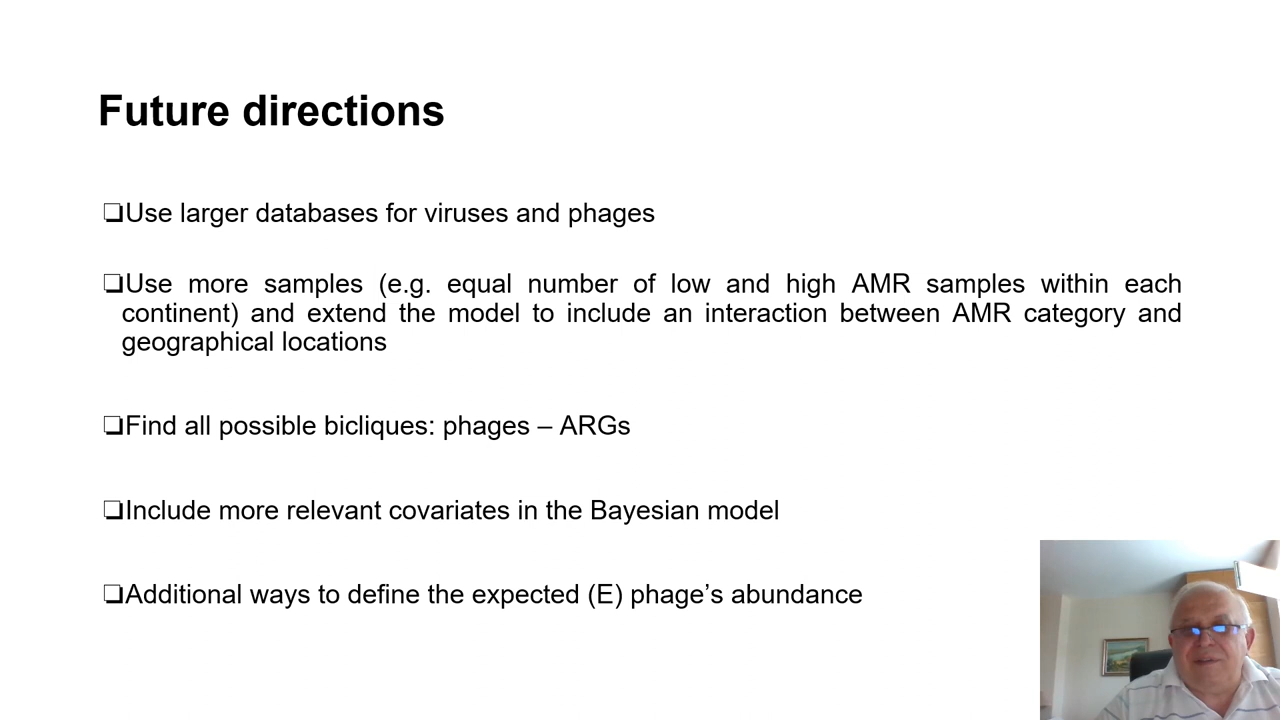 Future directions
❏Use larger databases for viruses and phages
❏Use more samples (e.g. equal number of low and high AMR samples within each
continent) and extend the model to include an interaction between AMR category and
geographical locations
❏Find all possible bicliques: phages – ARGs
❏Include more relevant covariates in the Bayesian model
❏Additional ways to define the expected (E) phage’s abundance